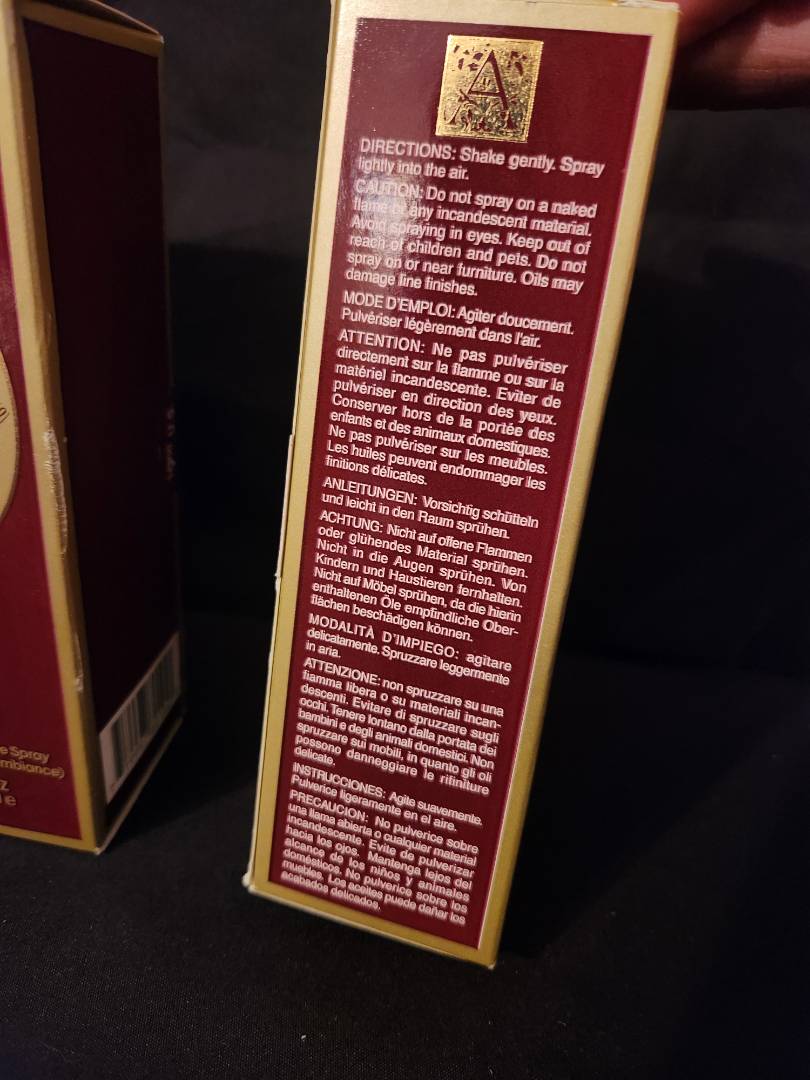 A
DIRECTIONS: Shake gently. Spray
lightly into the air.
CAUTION: Do not spray on a naked
flame or any incandescent material.
Avoid spraying in eyes. Keep out of
reach of children and pets. Do not
spray on or near furniture. Oils may
damage fine finishes.
MODE D'EMPLOI: Agiter doucement.
Pulvériser légèrement dans l'air.
ATTENTION: Ne pas pulvériser
directement sur la flamme ou sur la
matériel incandescente. Eviter de
pulvériser en direction des yeux.
Conserver hors de la portée des
enfants et des animaux domestiques.
Ne pas pulvériser sur les meubles.
Les huiles peuvent endommager les
finitions délicates.
ANLEITUNGEN: Vorsichtig schütteln
und leicht in den Raum sprühen.
ACHTUNG: Nicht auf offene Flammen
oder glühendes Material sprühen.
Nicht in die Augen sprühen. Von
Kindern und Haustieren fernhalten.
Nicht auf Möbel sprühen, da die hierin
enthaltenen Öle empfindliche Ober-
flächen beschädigen können.
MODALITÀ D'IMPIEGO: agitare
delicatamente. Spruzzare leggermente
in aria.
ATTENZIONE: non spruzzare su una
fiamma libera o su materiali incan-
descenti. Evitare di spruzzare sugli
occhi. Tenere lontano dalla portata dei
bambini e degli animali domestici. Non
spruzzare sui mobili, in quanto gli oli
possono danneggiare le rifiniture
delicate.
INSTRUCCIONES: Agite suavemente.
Pulverice ligeramente en el aire.
PRECAUCION: No pulverice sobre
una llama abierta o cualquier material
incandescente. Evite de pulverizar
hacia los ojos. Mantenga lejos del
alcance de los niños y animales
domésticos. No pulverice sobre los
muebles. Los aceites puede dañar los
acabados delicados.
e Spray
mbiance)